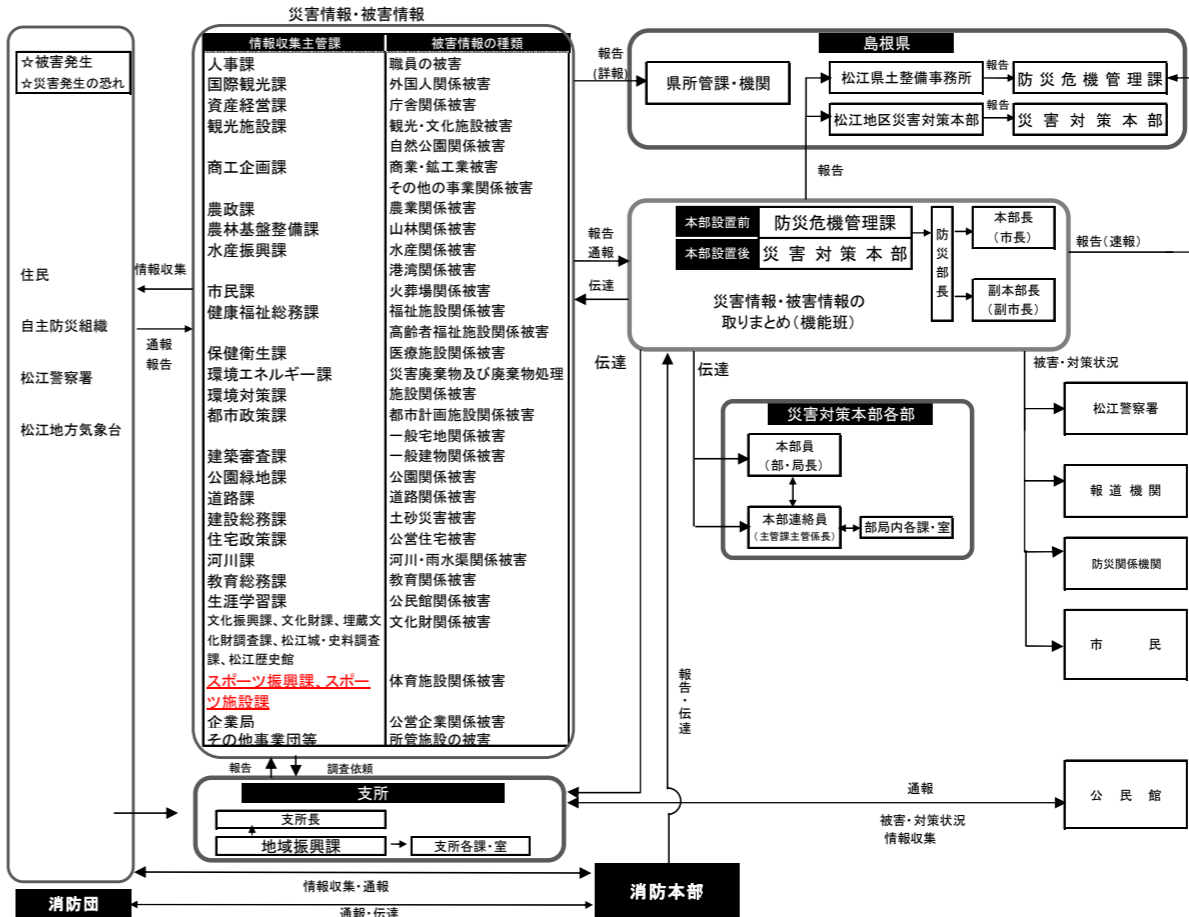 災害情報・被害情報
☆被害発生
☆災害発生の恐れ
住民
自主防災組織
松江警察署
松江地方気象台
情報収集
通報
報告
情報収集主管課 被害情報の種類
人事課 職員の被害
国際観光課 外国人関係被害
資産経営課 庁舎関係被害
観光施設課 観光・文化施設被害
自然公園関係被害
商工企画課 商業・鉱工業被害
その他の事業関係被害
農政課 農業関係被害
農林基盤整備課 山林関係被害
水産振興課 水産関係被害
港湾関係被害
市民課 火葬場関係被害
健康福祉総務課 福祉施設関係被害
高齢者福祉施設関係被害
保健衛生課 医療施設関係被害
環境エネルギー課 災害廃棄物及び廃棄物処理
環境対策課 施設関係被害
都市政策課 都市計画施設関係被害
一般宅地関係被害
建築審査課 一般建物関係被害
公園緑地課 公園関係被害
道路課 道路関係被害
建設総務課 土砂災害被害
住宅政策課 公営住宅被害
河川課 河川・雨水渠関係被害
教育総務課 教育関係被害
生涯学習課 公民館関係被害
文化振興課、文化財課、埋蔵文 文化財関係被害
化財調査課、松江城・史料調査
課、松江歴史館
スポーツ振興課、スポー 体育施設関係被害
ツ施設課
企業局 公営企業関係被害
その他事業団等 所管施設の被害
報告
(詳報)
島根県
県所管課・機関
松江県土整備事務所
報告
防災危機管理課
松江地区災害対策本部
報告
災害対策本部
報告
報告
通報
伝達
本部設置前 防災危機管理課
本部設置後 災害対策本部
防災部長
本部長
(市長)
副本部長
(副市長)
災害情報・被害情報の
取りまとめ(機能班)
報告(速報)
伝達
伝達
被害・対策状況
災害対策本部各部
本部員
(部・局長)
本部連絡員
(主管課主管係長)
部局内各課・室
松江警察署
報道機関
防災関係機関
市民
報告・伝達
報告
調査依頼
支所
支所長
地域振興課
支所各課・室
通報
被害・対策状況
情報収集
公民館
情報収集・通報
消防団
通報・伝達
消防本部